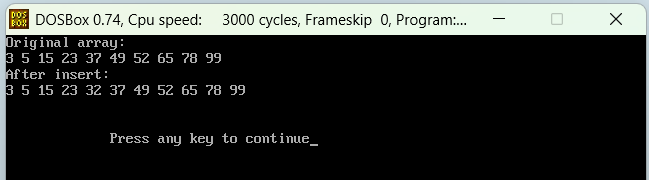 DOS
BOX
DOSBox 0.74, Cpu speed: 3000 cycles, Frameskip 0, Program:...
Original array:
3 5 15 23 37 49 52 65 78 99
After insert:
3 5 15 23 32 37 49 52 65 78 99
Press any key to continue_